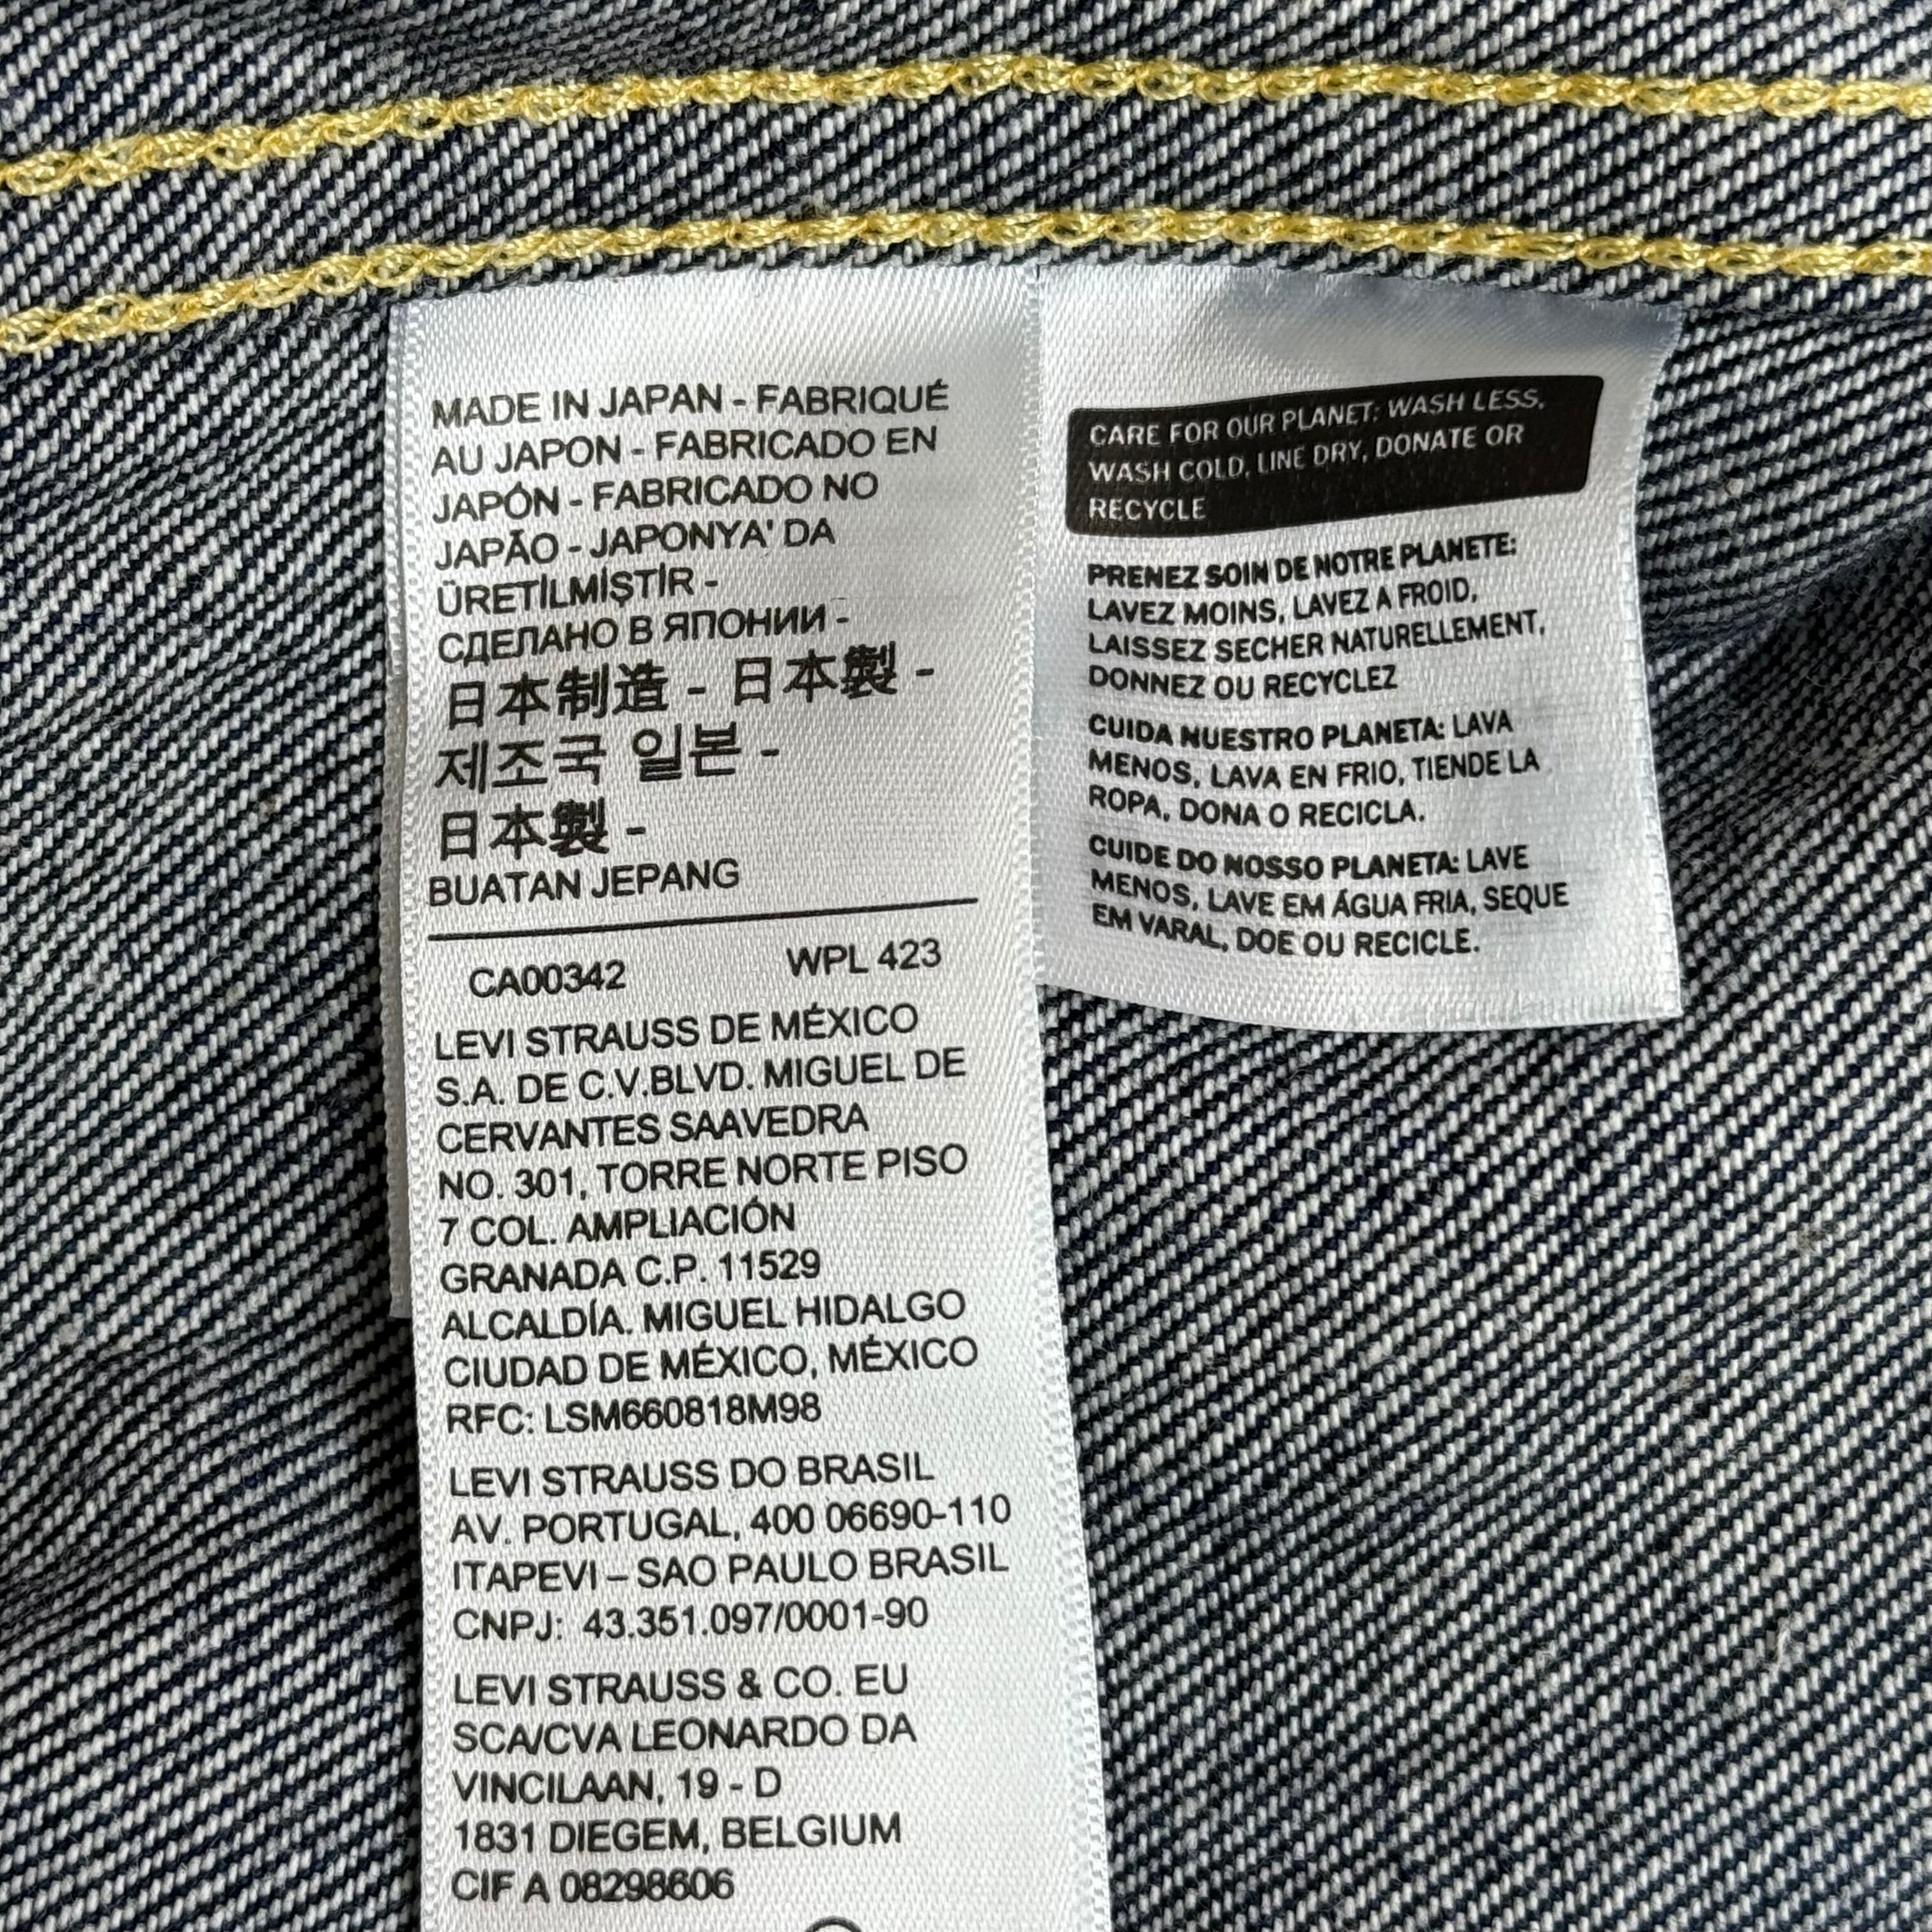 MADE IN JAPAN - FABRIQUÉ
AU JAPON - FABRICADO EN
JAPÓN - FABRICADO NO
JAPÃO - JAPONYA' DA
ÜRETİLMİŞTİR -
СДЕЛАНО В ЯПОНИИ -
日本制造 - 日本製 -
제조국 일본 -
日本製 -
BUATAN JEPANG
CA00342 WPL 423
LEVI STRAUSS DE MÉXICO
S.A. DE C.V.BLVD. MIGUEL DE
CERVANTES SAAVEDRA
NO. 301, TORRE NORTE PISO
7 COL. AMPLIACIÓN
GRANADA C.P. 11529
ALCALDÍA. MIGUEL HIDALGO
CIUDAD DE MÉXICO, MÉXICO
RFC: LSM660818M98
LEVI STRAUSS DO BRASIL
AV. PORTUGAL, 400 06690-110
ITAPEVI – SAO PAULO BRASIL
CNPJ: 43.351.097/0001-90
LEVI STRAUSS & CO. EU
SCA/CVA LEONARDO DA
VINCILAAN, 19 - D
1831 DIEGEM, BELGIUM
CIF A 08298606
CARE FOR OUR PLANET: WASH LESS,
WASH COLD, LINE DRY, DONATE OR
RECYCLE
PRENEZ SOIN DE NOTRE PLANETE:
LAVEZ MOINS, LAVEZ A FROID,
LAISSEZ SECHER NATURELLEMENT,
DONNEZ OU RECYCLEZ
CUIDA NUESTRO PLANETA: LAVA
MENOS, LAVA EN FRIO, TIENDE LA
ROPA, DONA O RECICLA.
CUIDE DO NOSSO PLANETA: LAVE
MENOS, LAVE EM ÁGUA FRIA, SEQUE
EM VARAL, DOE OU RECICLE.